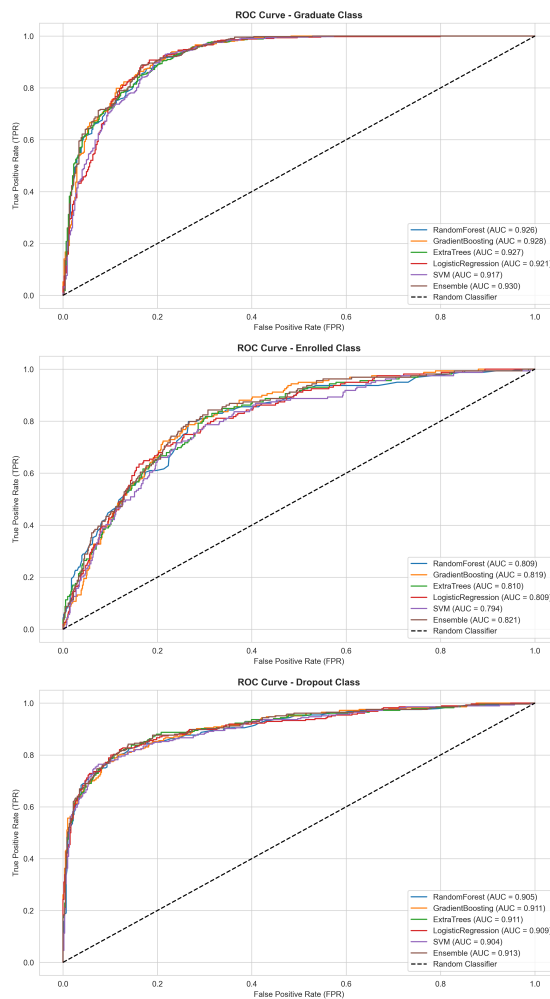 ROC Curve - Graduate Class
1.0
0.8
0.6
0.4
0.2
0.0
True Positive Rate (TPR)
RandomForest (AUC = 0.926)
GradientBoosting (AUC = 0.928)
ExtraTrees (AUC = 0.927)
LogisticRegression (AUC = 0.921)
SVM (AUC = 0.917)
Ensemble (AUC = 0.930)
Random Classifier
0.0 0.2 0.4 0.6 0.8 1.0
False Positive Rate (FPR)
ROC Curve - Enrolled Class
1.0
0.8
0.6
0.4
0.2
0.0
True Positive Rate (TPR)
RandomForest (AUC = 0.809)
GradientBoosting (AUC = 0.819)
ExtraTrees (AUC = 0.810)
LogisticRegression (AUC = 0.809)
SVM (AUC = 0.794)
Ensemble (AUC = 0.821)
Random Classifier
0.0 0.2 0.4 0.6 0.8 1.0
False Positive Rate (FPR)
ROC Curve - Dropout Class
1.0
0.8
0.6
0.4
0.2
0.0
True Positive Rate (TPR)
RandomForest (AUC = 0.905)
GradientBoosting (AUC = 0.911)
ExtraTrees (AUC = 0.911)
LogisticRegression (AUC = 0.909)
SVM (AUC = 0.904)
Ensemble (AUC = 0.913)
Random Classifier
0.0 0.2 0.4 0.6 0.8 1.0
False Positive Rate (FPR)